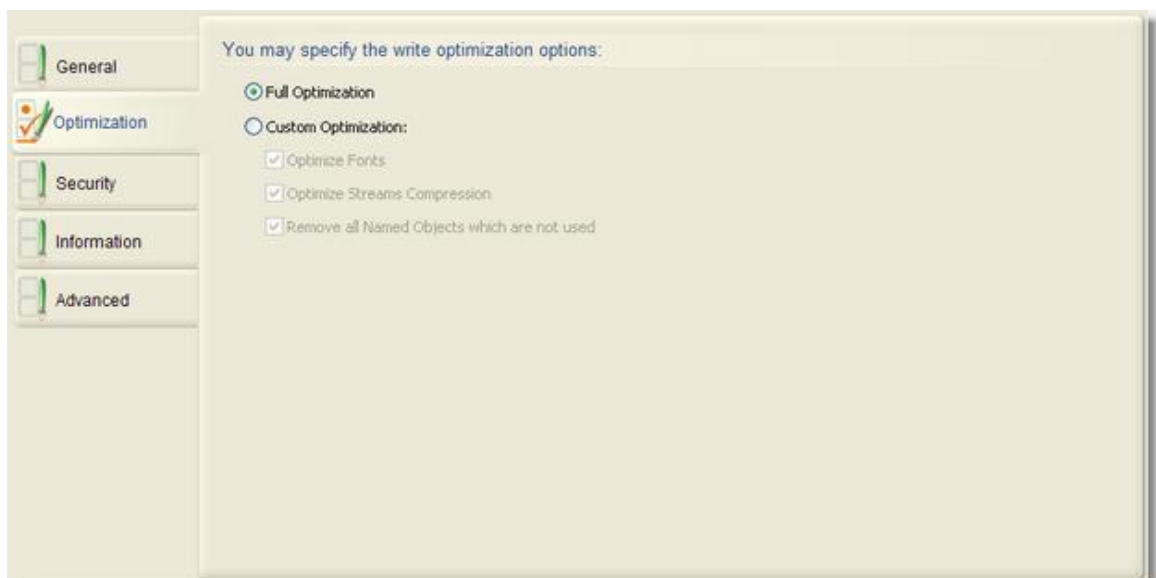 General
Optimization
Security
Information
Advanced
You may specify the write optimization options:
Full Optimization
Custom Optimization:
Optimize Fonts
Optimize Streams Compression
Remove all Named Objects which are not used